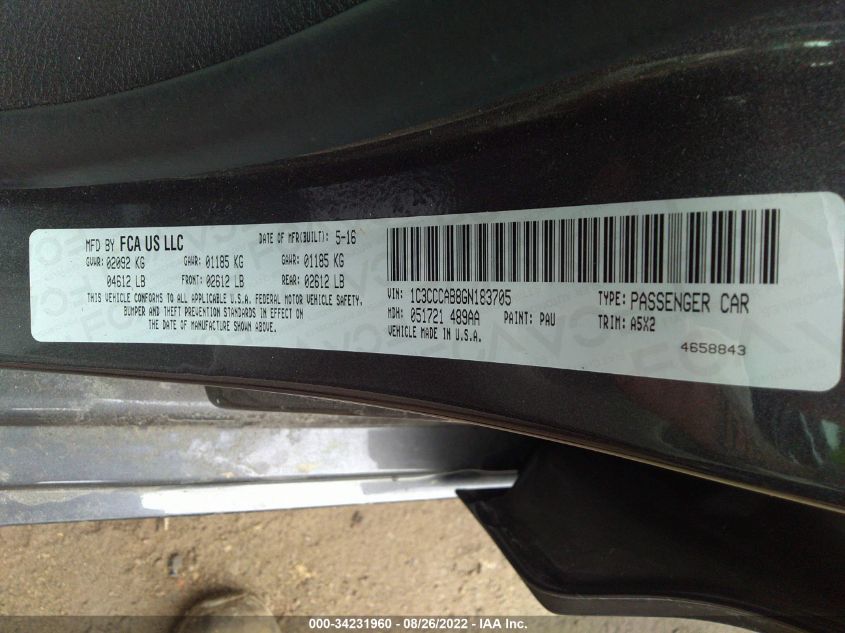 MFD BY FCA US LLC DATE OF MFR(BUILT): 5-16
GVWR: 02092 KG GAWR: 01185 KG GAWR: 01185 KG
04612 LB FRONT: 02612 LB REAR: 02612 LB
THIS VEHICLE CONFORMS TO ALL APPLICABLE U.S.A. FEDERAL MOTOR VEHICLE SAFETY,
BUMPER AND THEFT PREVENTION STANDARDS IN EFFECT ON
THE DATE OF MANUFACTURE SHOWN ABOVE.
VIN: 1C3CCCAB8GN183705 TYPE: PASSENGER CAR
MDH: 051721 489AA PAINT: PAU TRIM: A5X2
VEHICLE MADE IN U.S.A.
4658843
000-34231960 - 08/26/2022 - IAA Inc.